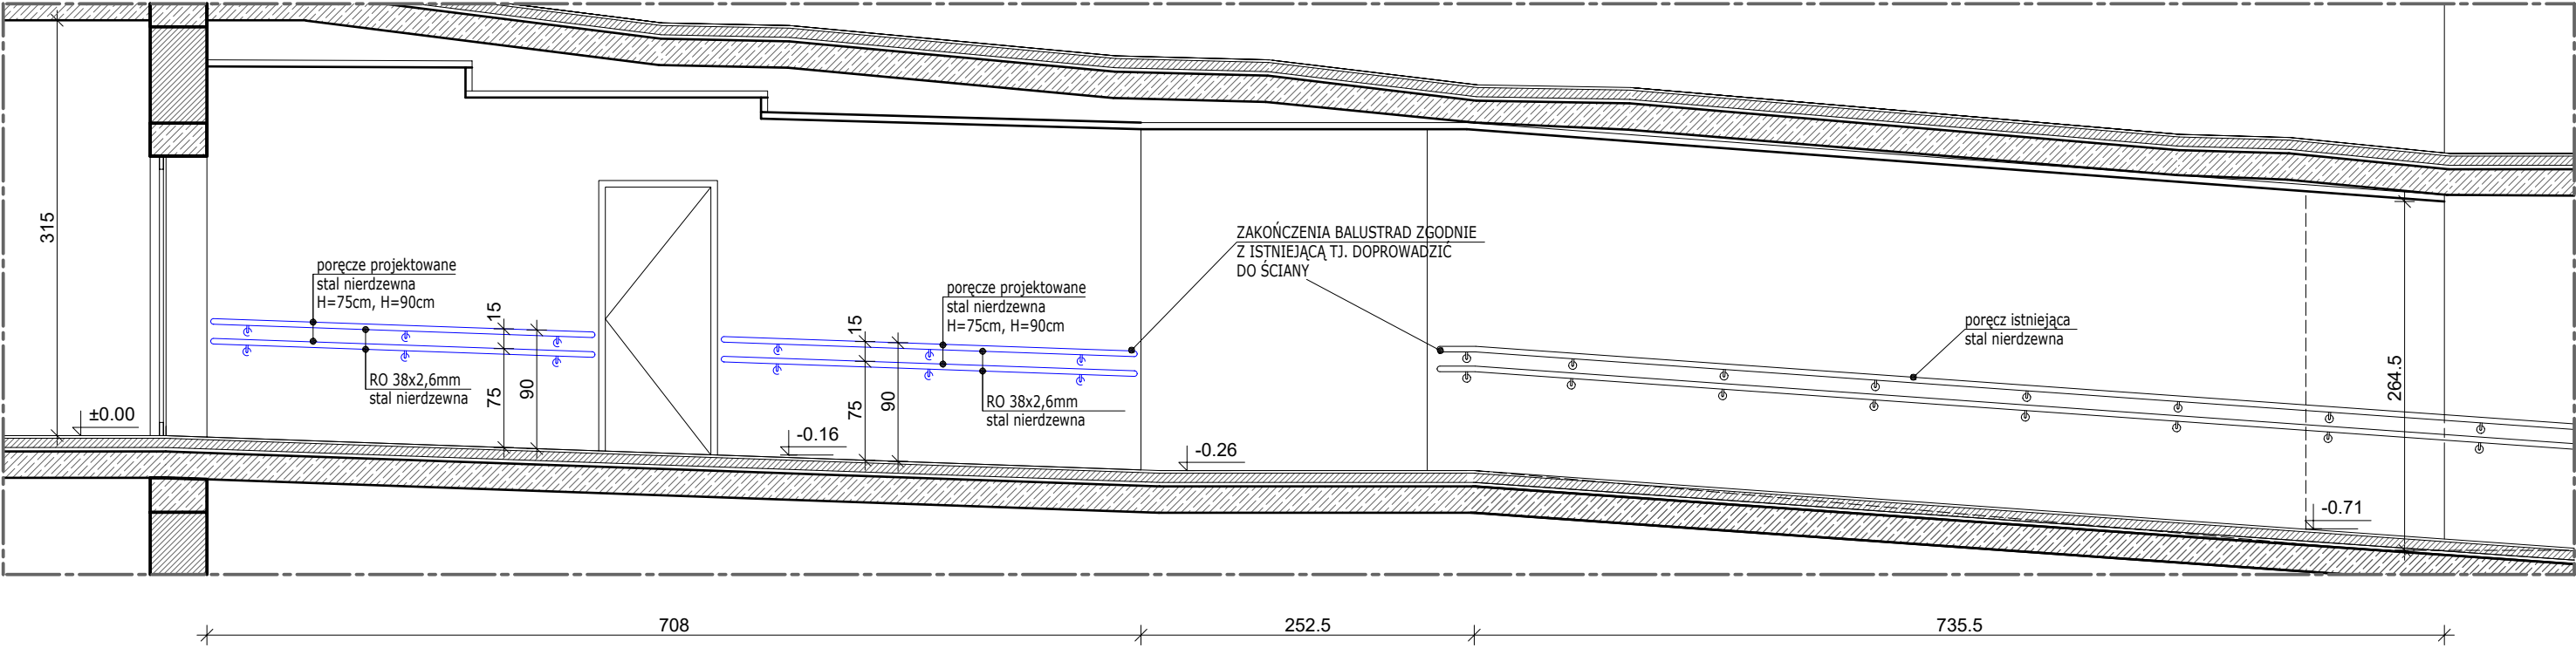 315
±0.00
poręcze projektowane
stal nierdzewna
H=75cm, H=90cm
RO 38x2,6mm
stal nierdzewna
15
75
90
-0.16
poręcze projektowane
stal nierdzewna
H=75cm, H=90cm
RO 38x2,6mm
stal nierdzewna
15
75
90
ZAKOŃCZENIA BALUSTRAD ZGODNIE
Z ISTNIEJĄCĄ TJ. DOPROWADZIĆ
DO ŚCIANY
-0.26
poręcz istniejąca
stal nierdzewna
264.5
-0.71
708
252.5
735.5